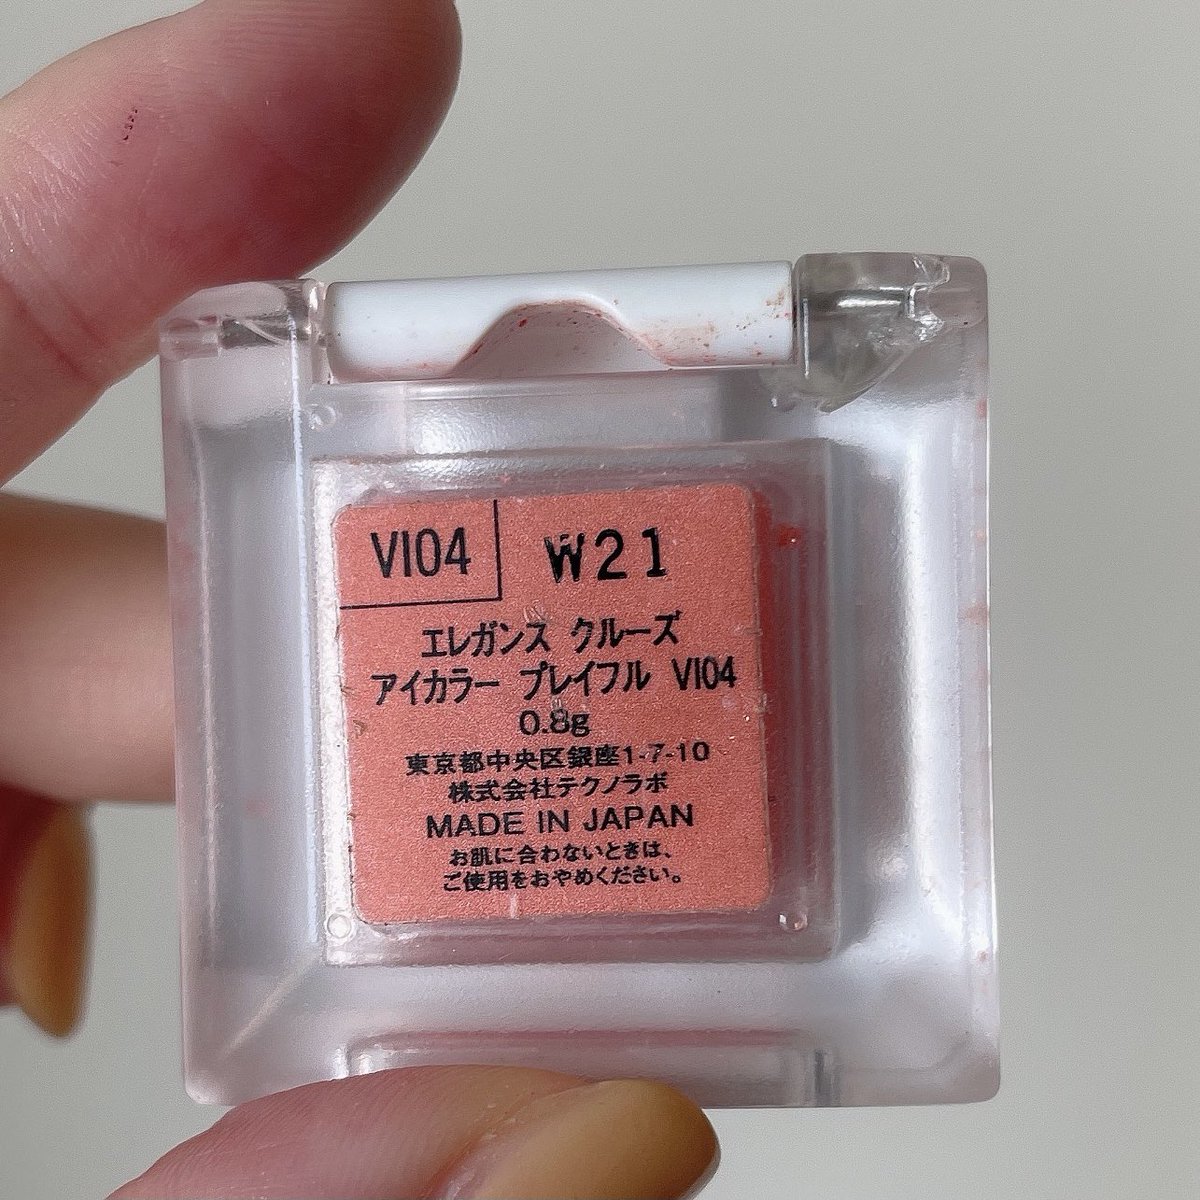 VI04 W21
エレガンス クルーズ
アイカラー プレイフル VI04
0.8g
東京都中央区銀座1-7-10
株式会社テクノラボ
MADE IN JAPAN
お肌に合わないときは、
ご使用をおやめください。